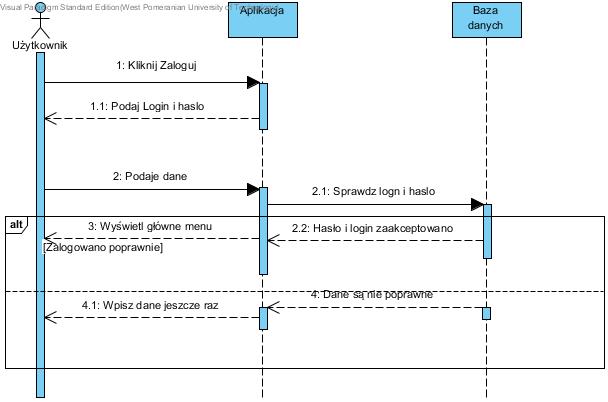 Visual Paradigm Standard Edition(West Pomeranian University of
Aplikacja
Baza
danych
Użytkownik
1: Kliknij Zaloguj
1.1: Podaj Login i haslo
2: Podaje dane
2.1: Sprawdz logn i haslo
alt
3: Wyświetl główne menu
2.2: Hasło i login zaakceptowano
[Zalogowano poprawnie]
4: Dane są nie poprawne
4.1: Wpisz dane jeszcze raz